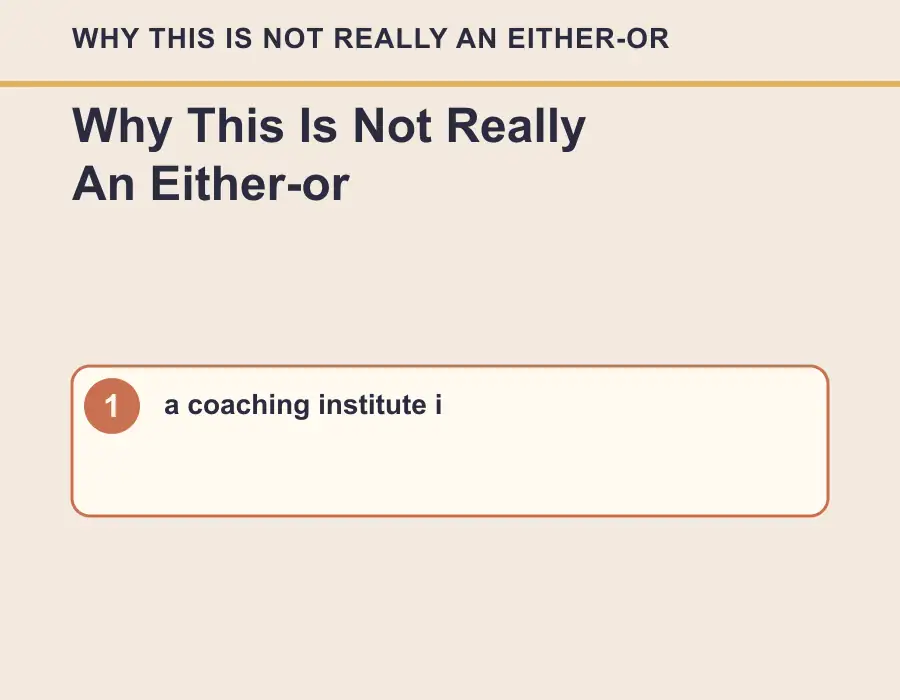 WHY THIS IS NOT REALLY AN EITHER-OR
Why This Is Not Really
An Either-or
1 a coaching institute i